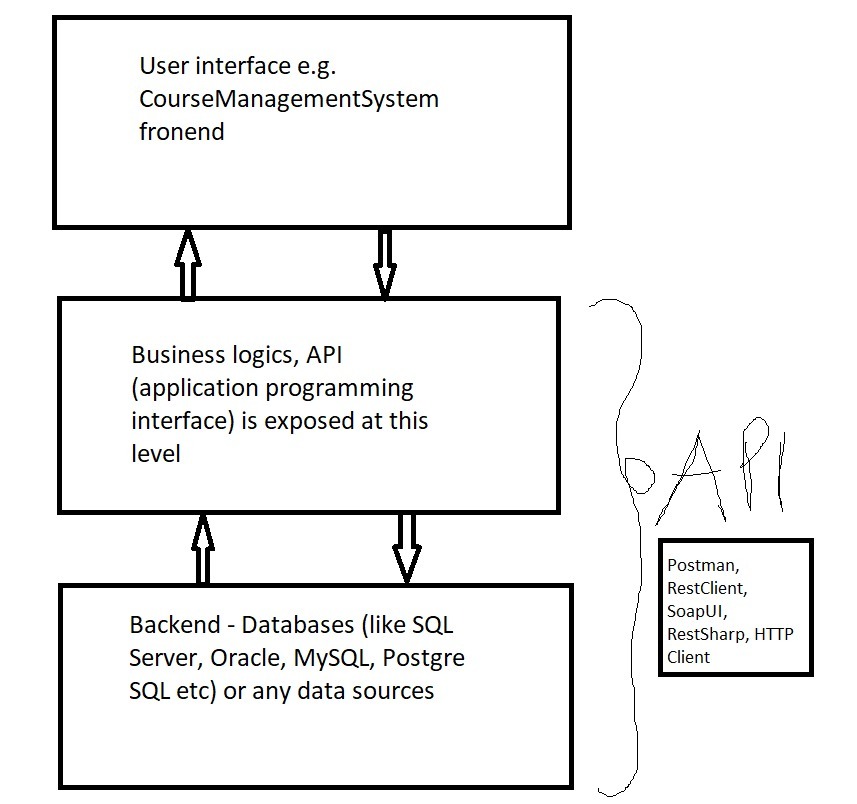 User interface e.g.
CourseManagementSystem
fronend
Business logics, API
(application programming
interface) is exposed at this
level
API
Backend - Databases (like SQL
Server, Oracle, MySQL, Postgre
SQL etc) or any data sources
Postman,
RestClient,
SoapUI,
RestSharp, HTTP
Client